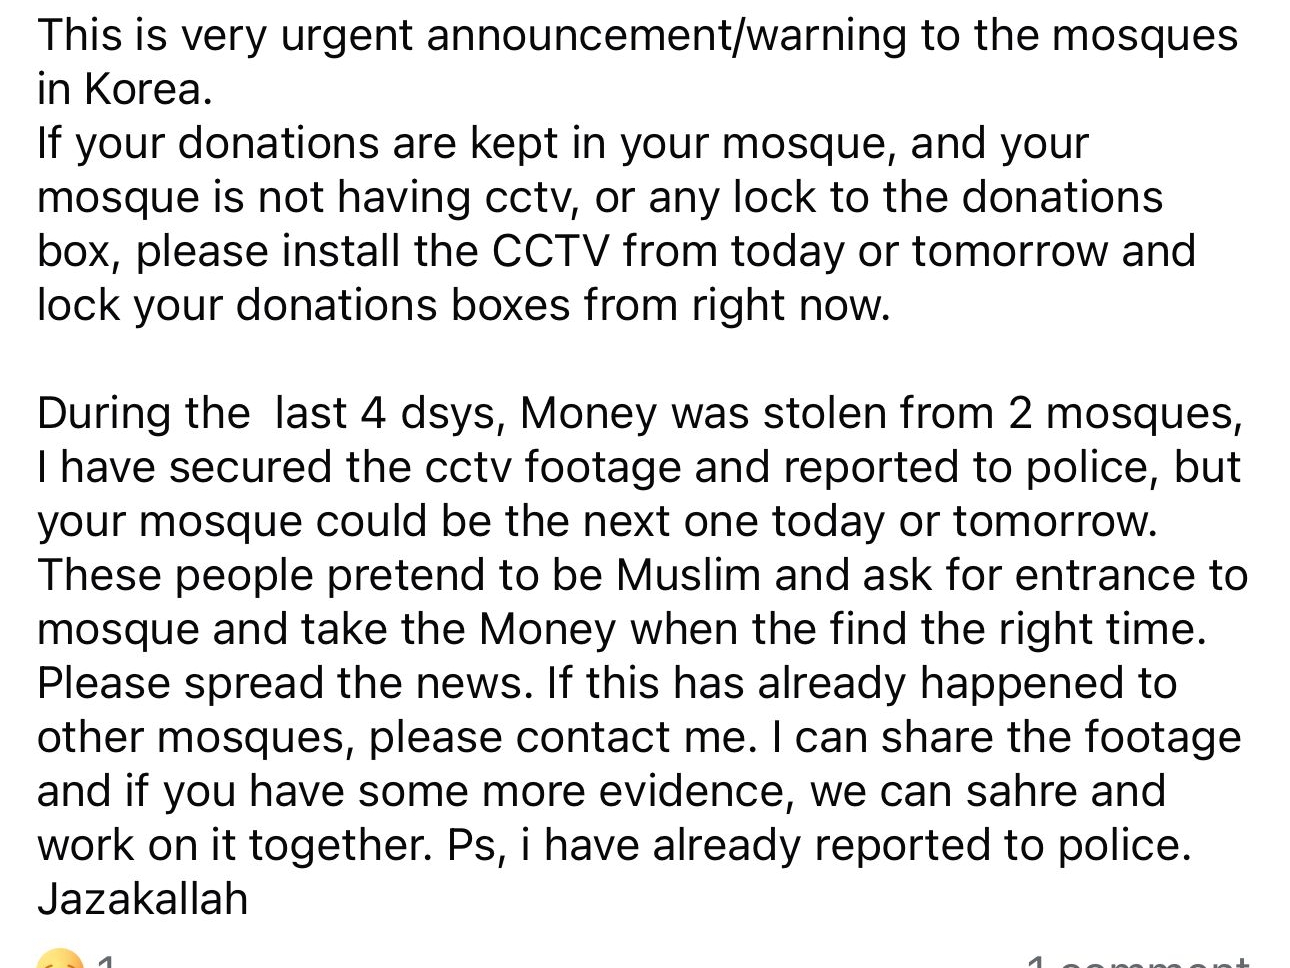 This is very urgent announcement/warning to the mosques
in Korea.
If your donations are kept in your mosque, and your
mosque is not having cctv, or any lock to the donations
box, please install the CCTV from today or tomorrow and
lock your donations boxes from right now.
During the  last 4 dsys, Money was stolen from 2 mosques,
I have secured the cctv footage and reported to police, but
your mosque could be the next one today or tomorrow.
These people pretend to be Muslim and ask for entrance to
mosque and take the Money when the find the right time.
Please spread the news. If this has already happened to
other mosques, please contact me. I can share the footage
and if you have some more evidence, we can sahre and
work on it together. Ps, i have already reported to police.
Jazakallah
1 1 comment